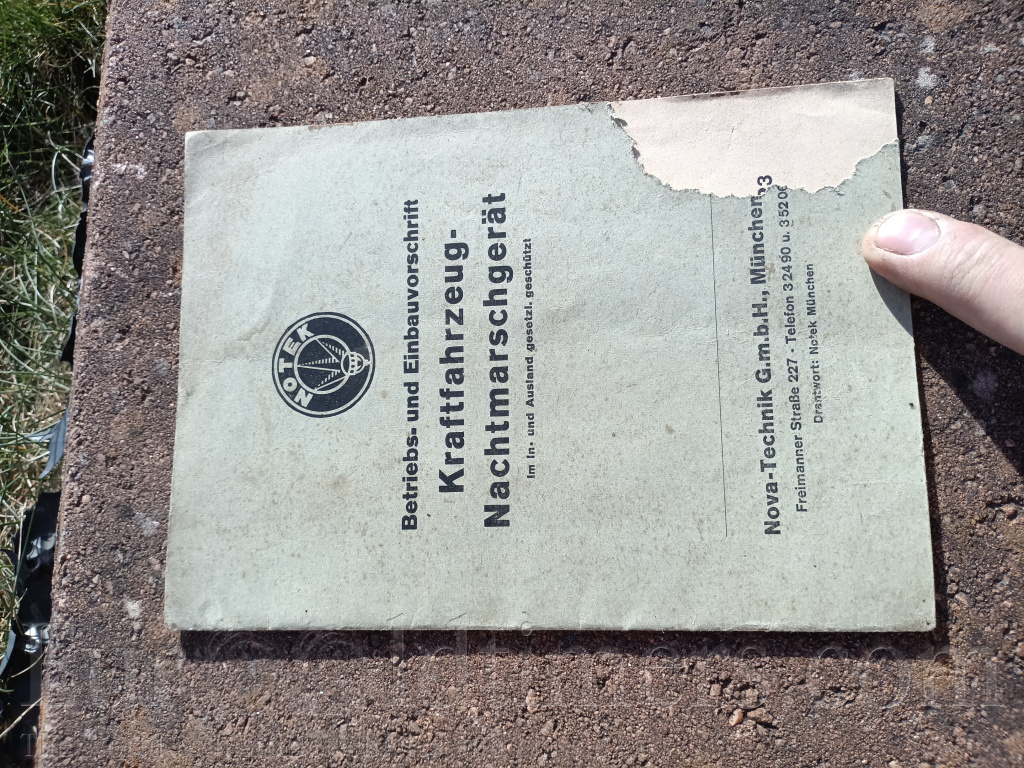 NOTEK
Betriebs- und Einbauvorschrift
Kraftfahrzeug-
Nachtmarschgerät
Im In- und Ausland gesetzl. geschützt
Nova-Technik G.m.b.H., München 23
Freimanner Straße 227 · Telefon 32490 u. 3520
Drahtwort: Notek München